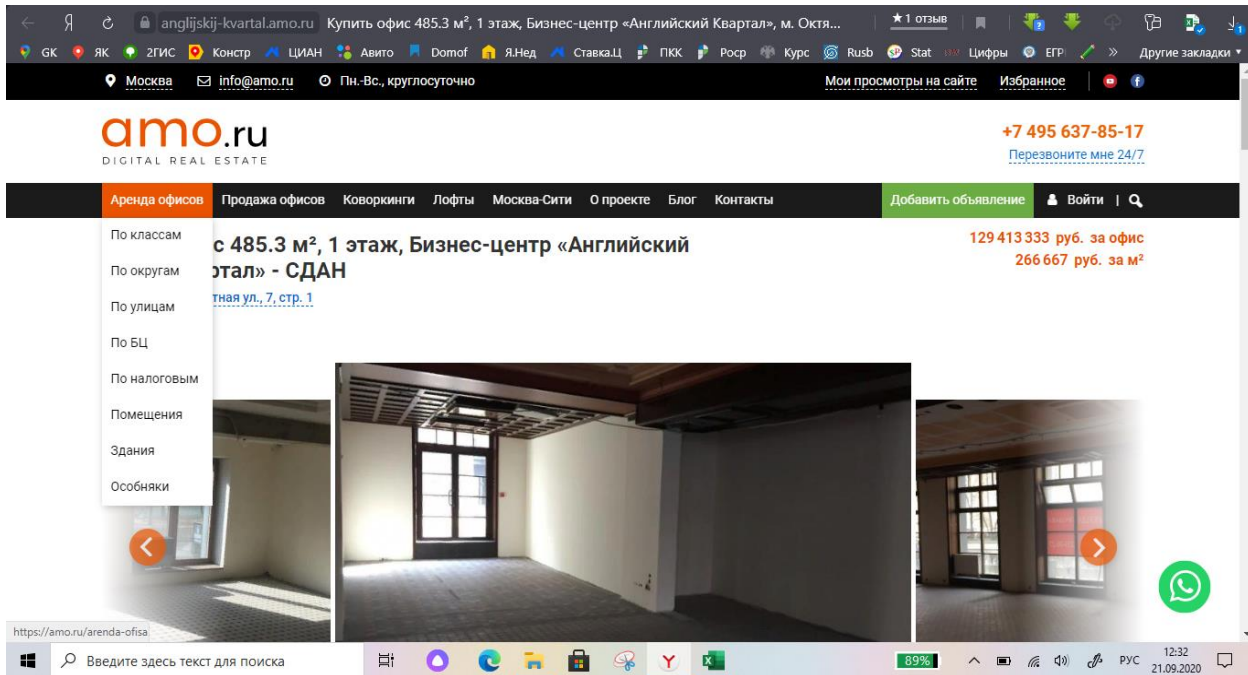 Я anglijskij-kvartal.amo.ru Купить офис 485.3 м², 1 этаж, Бизнес-центр «Английский Квартал», м. Октя... ★1 отзыв
GK ЯК 2ГИС Констр ЦИАН Авито Domof Я.Нед Ставка.Ц ПКК Роср Курс Rusb Stat Цифры ЕГРІ » Другие закладки
Москва info@amo.ru Пн.-Вс., круглосуточно Мои просмотры на сайте Избранное
amo.ru
DIGITAL REAL ESTATE
+7 495 637-85-17
Перезвоните мне 24/7
Аренда офисов Продажа офисов Коворкинги Лофты Москва-Сити О проекте Блог Контакты Добавить объявление Войти |
По классам
По округам
По улицам
По БЦ
По налоговым
Помещения
Здания
Особняки
с 485.3 м², 1 этаж, Бизнес-центр «Английский
ртал» - СДАН
тная ул., 7, стр. 1
129 413 333 руб. за офис
266 667 руб. за м²
https://amo.ru/arenda-ofisa
Введите здесь текст для поиска 89% РУС 12:32
21.09.2020